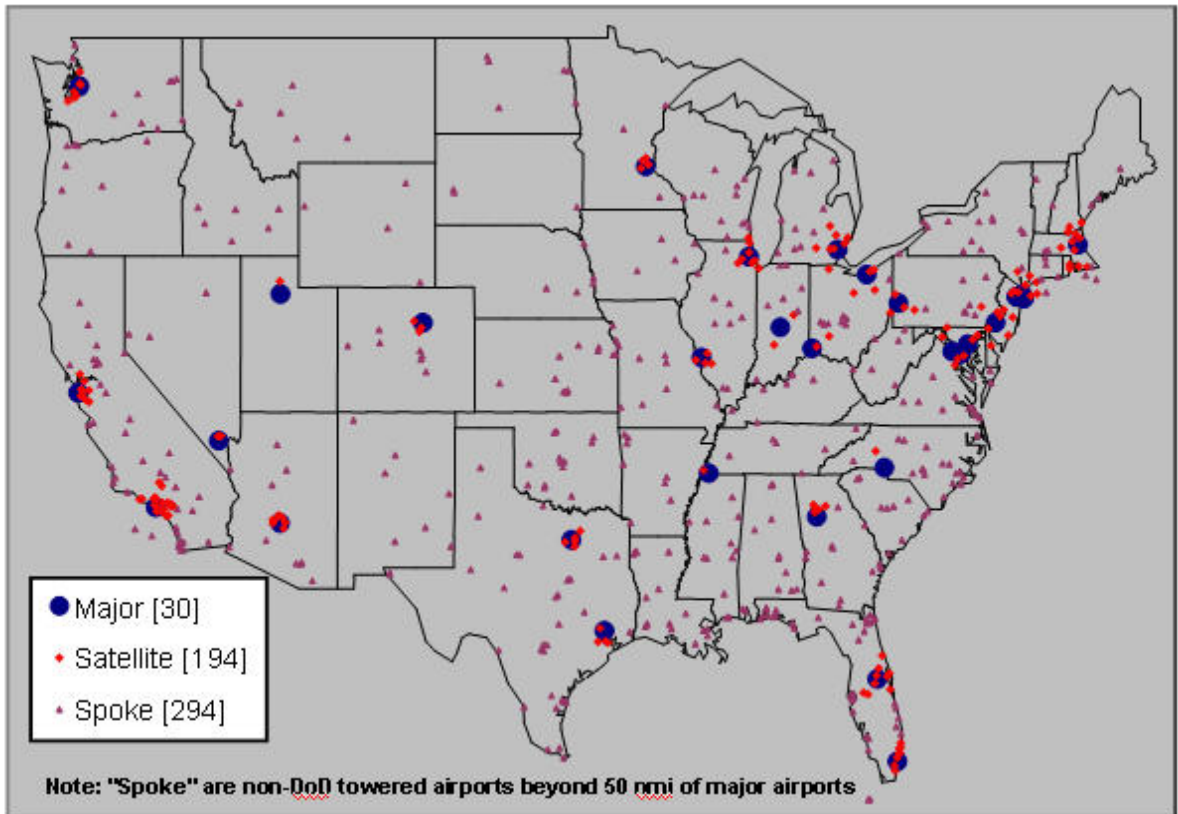 Major [30]
Satellite [194]
Spoke [294]
Note: "Spoke" are non-DoD towered airports beyond 50 nmi of major airports